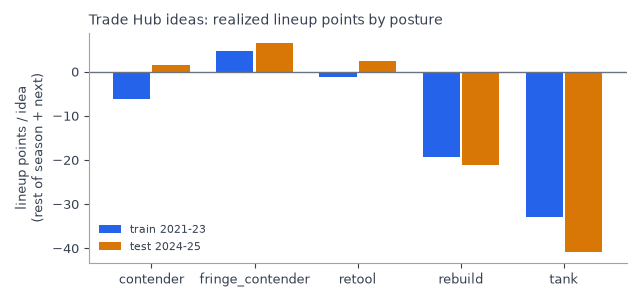 Trade Hub ideas: realized lineup points by posture
lineup points / idea
(rest of season + next)
0
−10
−20
−30
−40
train 2021-23
test 2024-25
contender
fringe_contender
retool
rebuild
tank